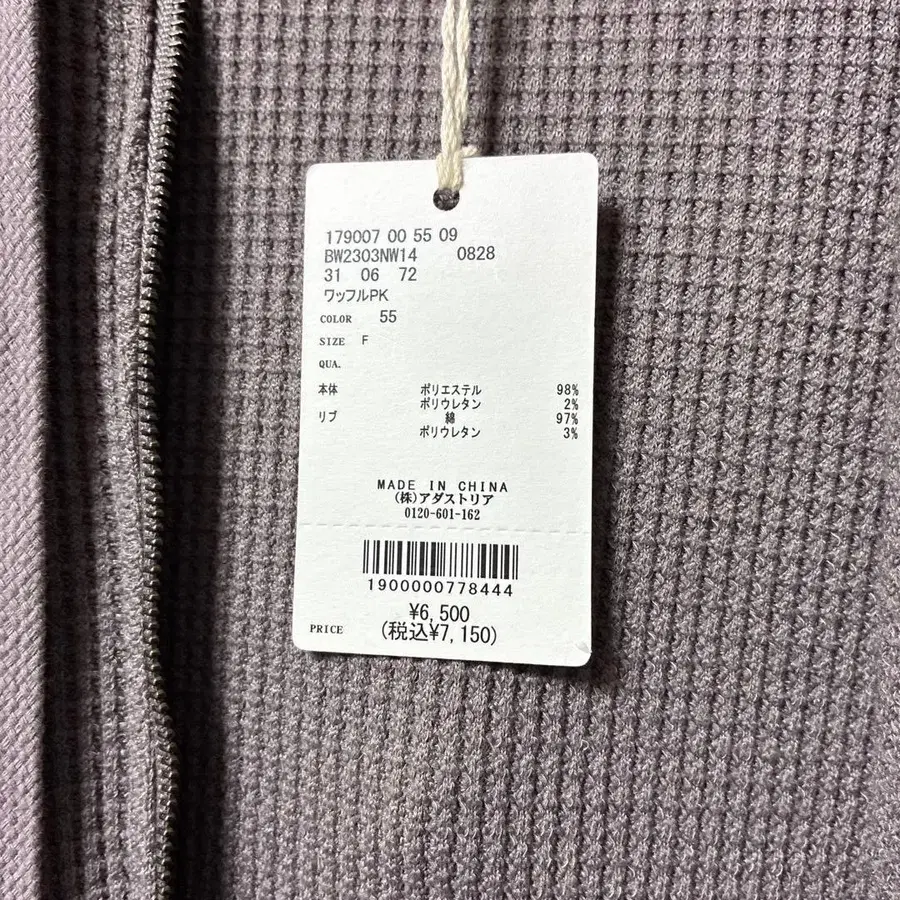 179007 00 55 09
BW2303NW14 0828
31 06 72
ワッフルPK
COLOR 55
SIZE F
QUA.
本体 ポリエステル 98%
ポリウレタン 2%
リブ 綿 97%
ポリウレタン 3%
MADE IN CHINA
(株)アダストリア
0120-601-162
1900000778444
¥6,500
PRICE (税込¥7,150)